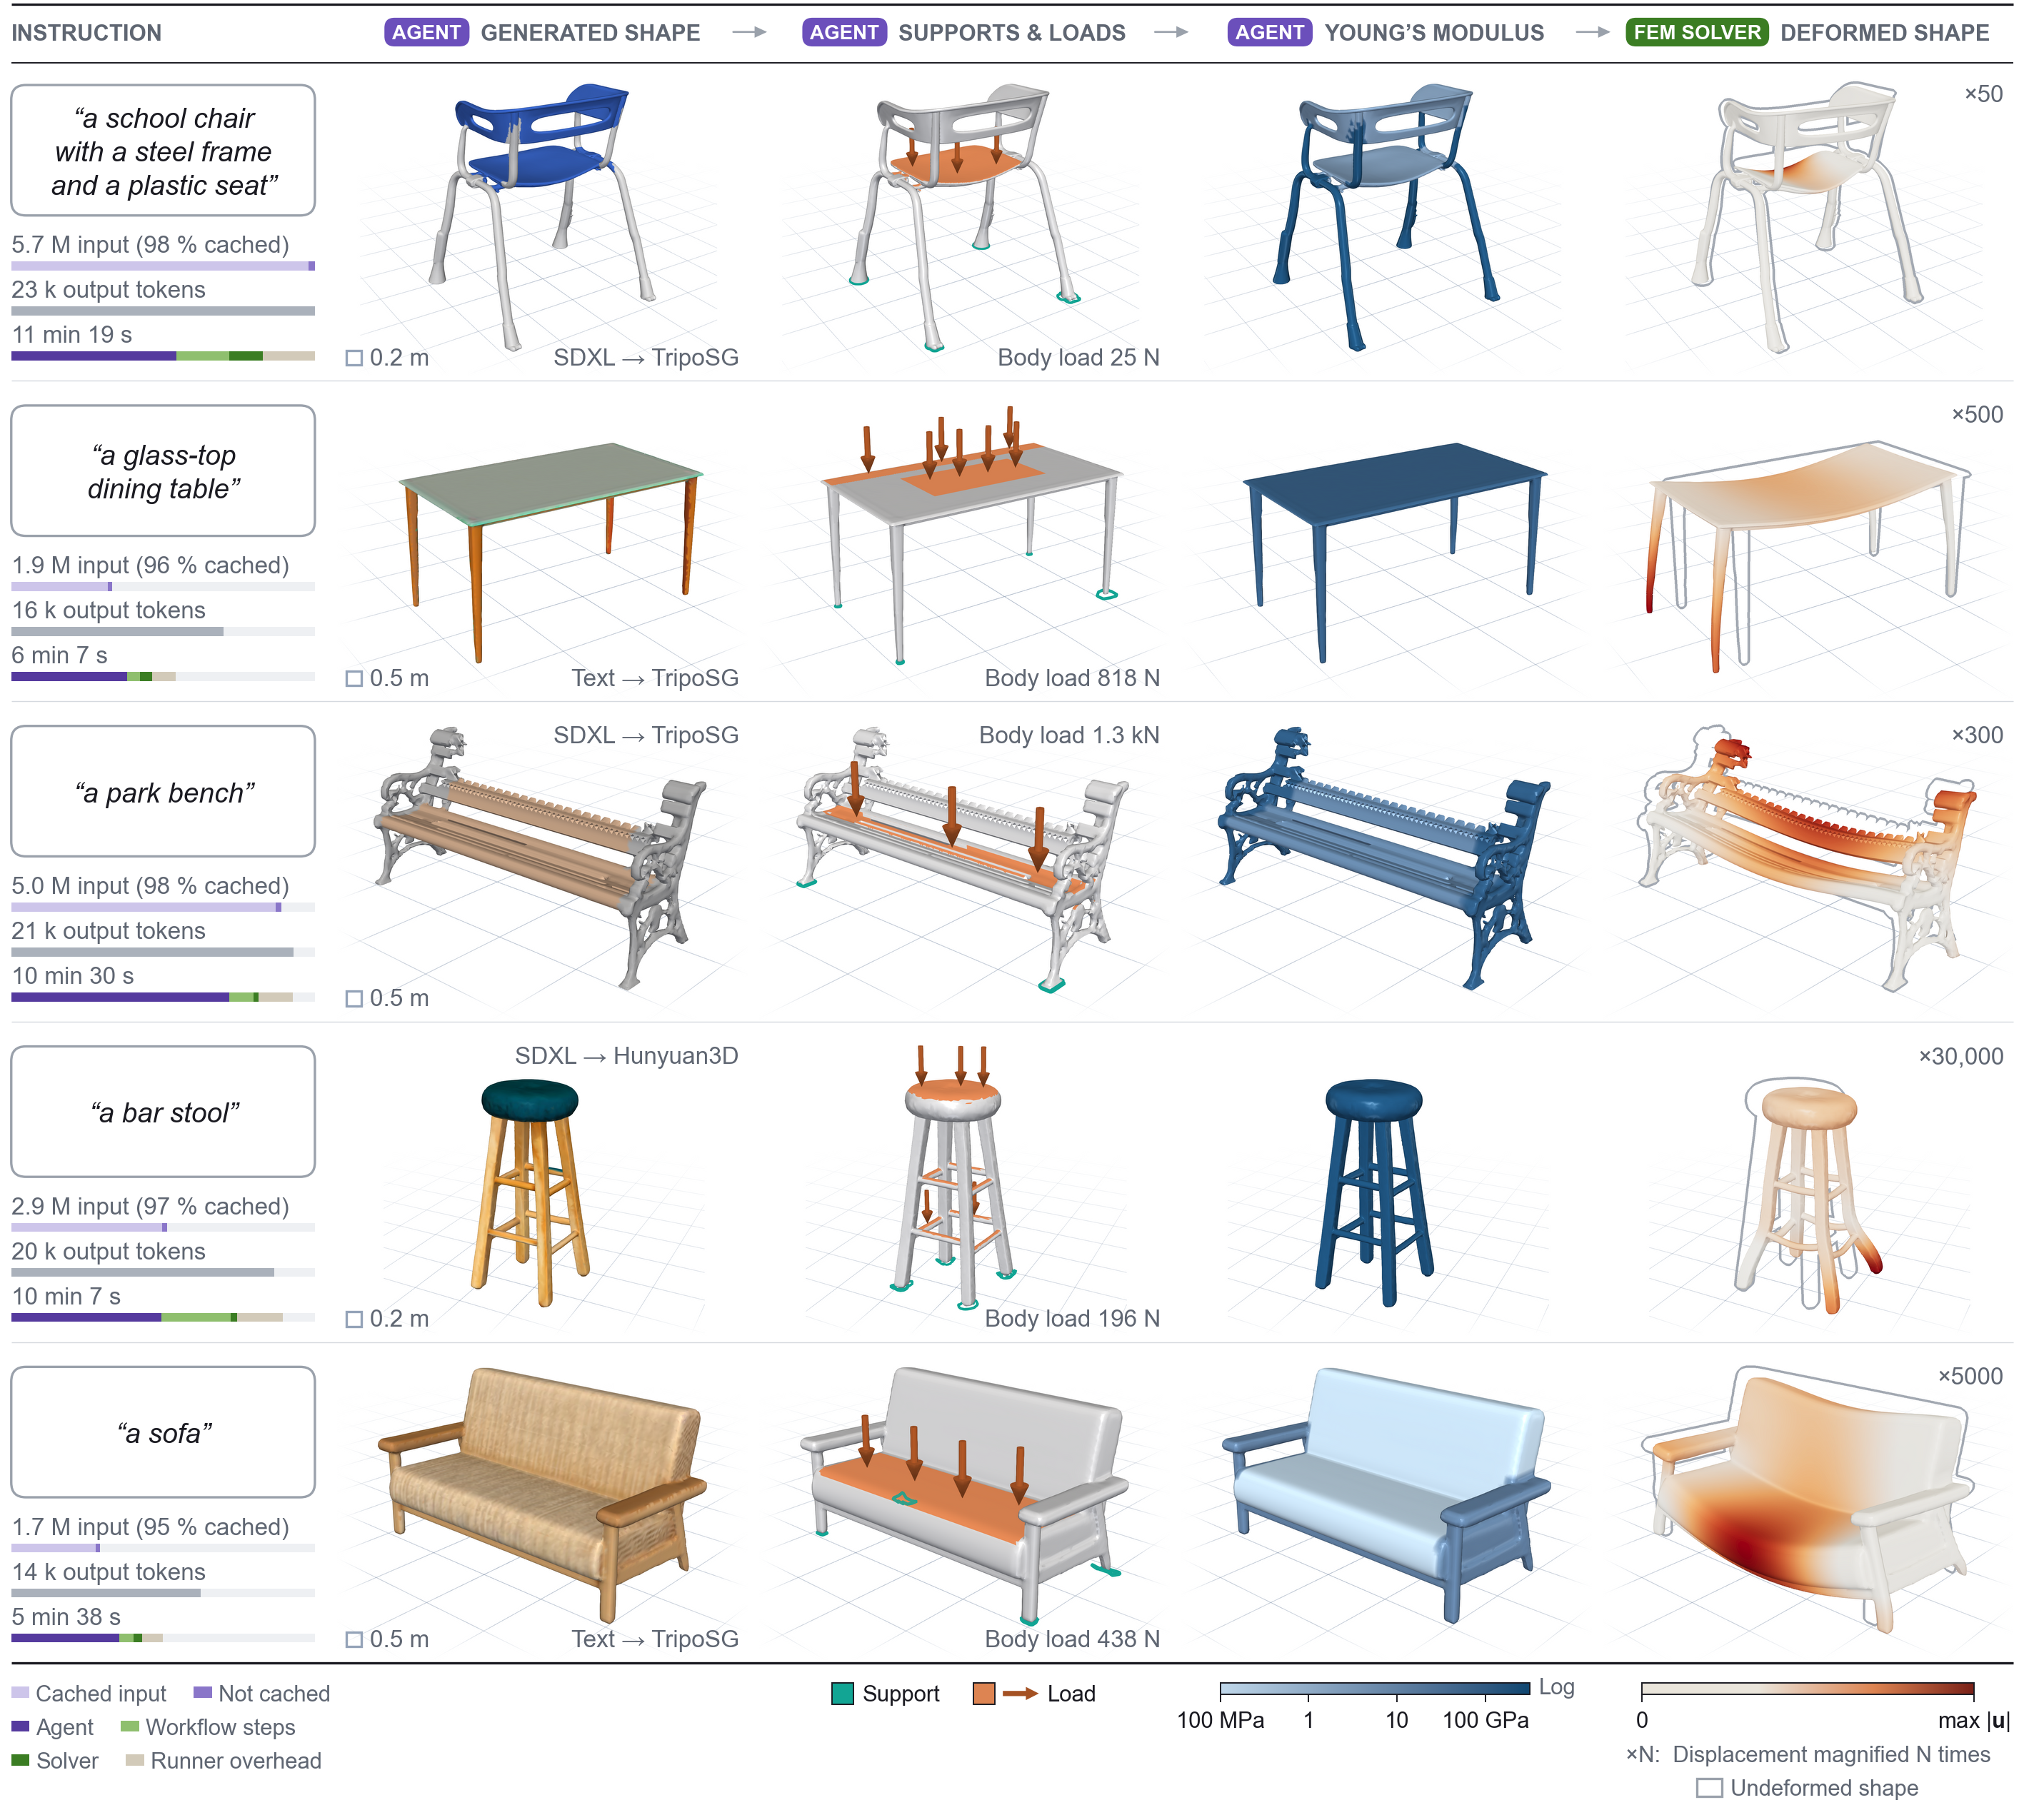 INSTRUCTION
AGENT GENERATED SHAPE →
AGENT SUPPORTS & LOADS →
AGENT YOUNG’S MODULUS →
FEM SOLVER DEFORMED SHAPE
“a school chair
with a steel frame
and a plastic seat”
5.7 M input (98 % cached)
23 k output tokens
11 min 19 s
0.2 m
SDXL → TripoSG
Body load 25 N
×50
“a glass-top
dining table”
1.9 M input (96 % cached)
16 k output tokens
6 min 7 s
0.5 m
Text → TripoSG
Body load 818 N
×500
“a park bench”
5.0 M input (98 % cached)
21 k output tokens
10 min 30 s
SDXL → TripoSG
0.5 m
Body load 1.3 kN
×300
“a bar stool”
2.9 M input (97 % cached)
20 k output tokens
10 min 7 s
SDXL → Hunyuan3D
0.2 m
Body load 196 N
×30,000
“a sofa”
1.7 M input (95 % cached)
14 k output tokens
5 min 38 s
0.5 m
Text → TripoSG
Body load 438 N
×5000
Cached input Not cached
Agent Workflow steps
Solver Runner overhead
Support Load
Log
100 MPa 1 10 100 GPa
0 max |u|
×N: Displacement magnified N times
Undeformed shape